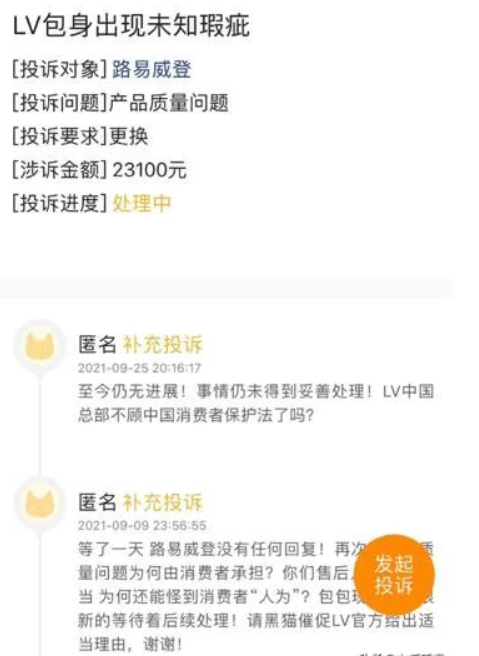 LV包身出现未知瑕疵
[投诉对象] 路易威登
[投诉问题]产品质量问题
[投诉要求]更换
[涉诉金额] 23100元
[投诉进度] 处理中
匿名 补充投诉
2021-09-25 20:16:17
至今仍无进展！事情仍未得到妥善处理！LV中国
总部不顾中国消费者保护法了吗?
匿名 补充投诉
2021-09-09 23:56:55
等了一天 路易威登没有任何回复！再次 质
量问题为何由消费者承担？你们售后
当 为何还能怪到消费者“人为”？包包
新的等待着后续处理！请黑猫催促LV官方给出适
当理由，谢谢！
发起
投诉